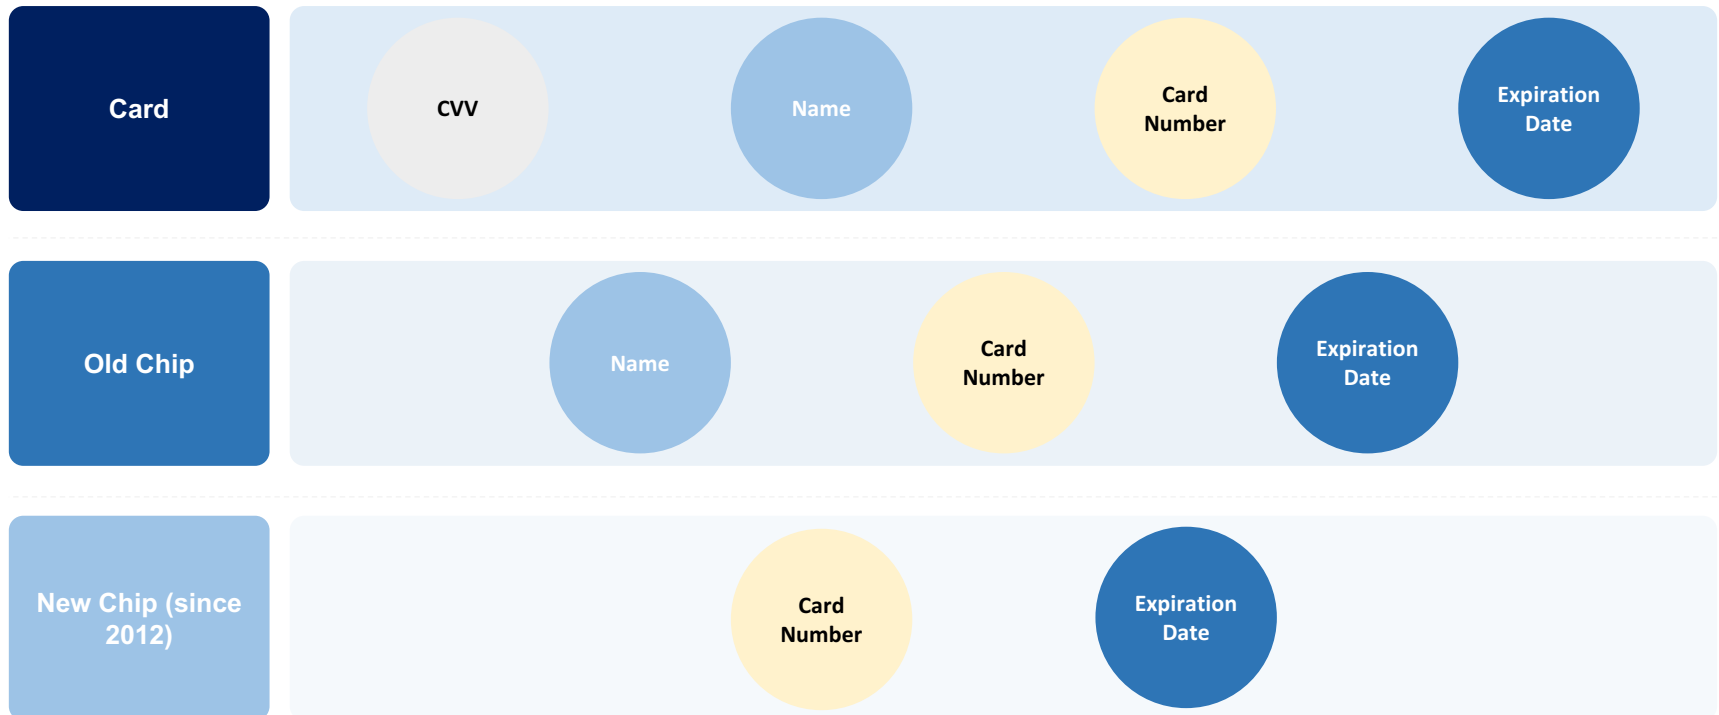 Card
CVV
Name
Card
Number
Expiration
Date
Old Chip
Name
Card
Number
Expiration
Date
New Chip (since
2012)
Card
Number
Expiration
Date